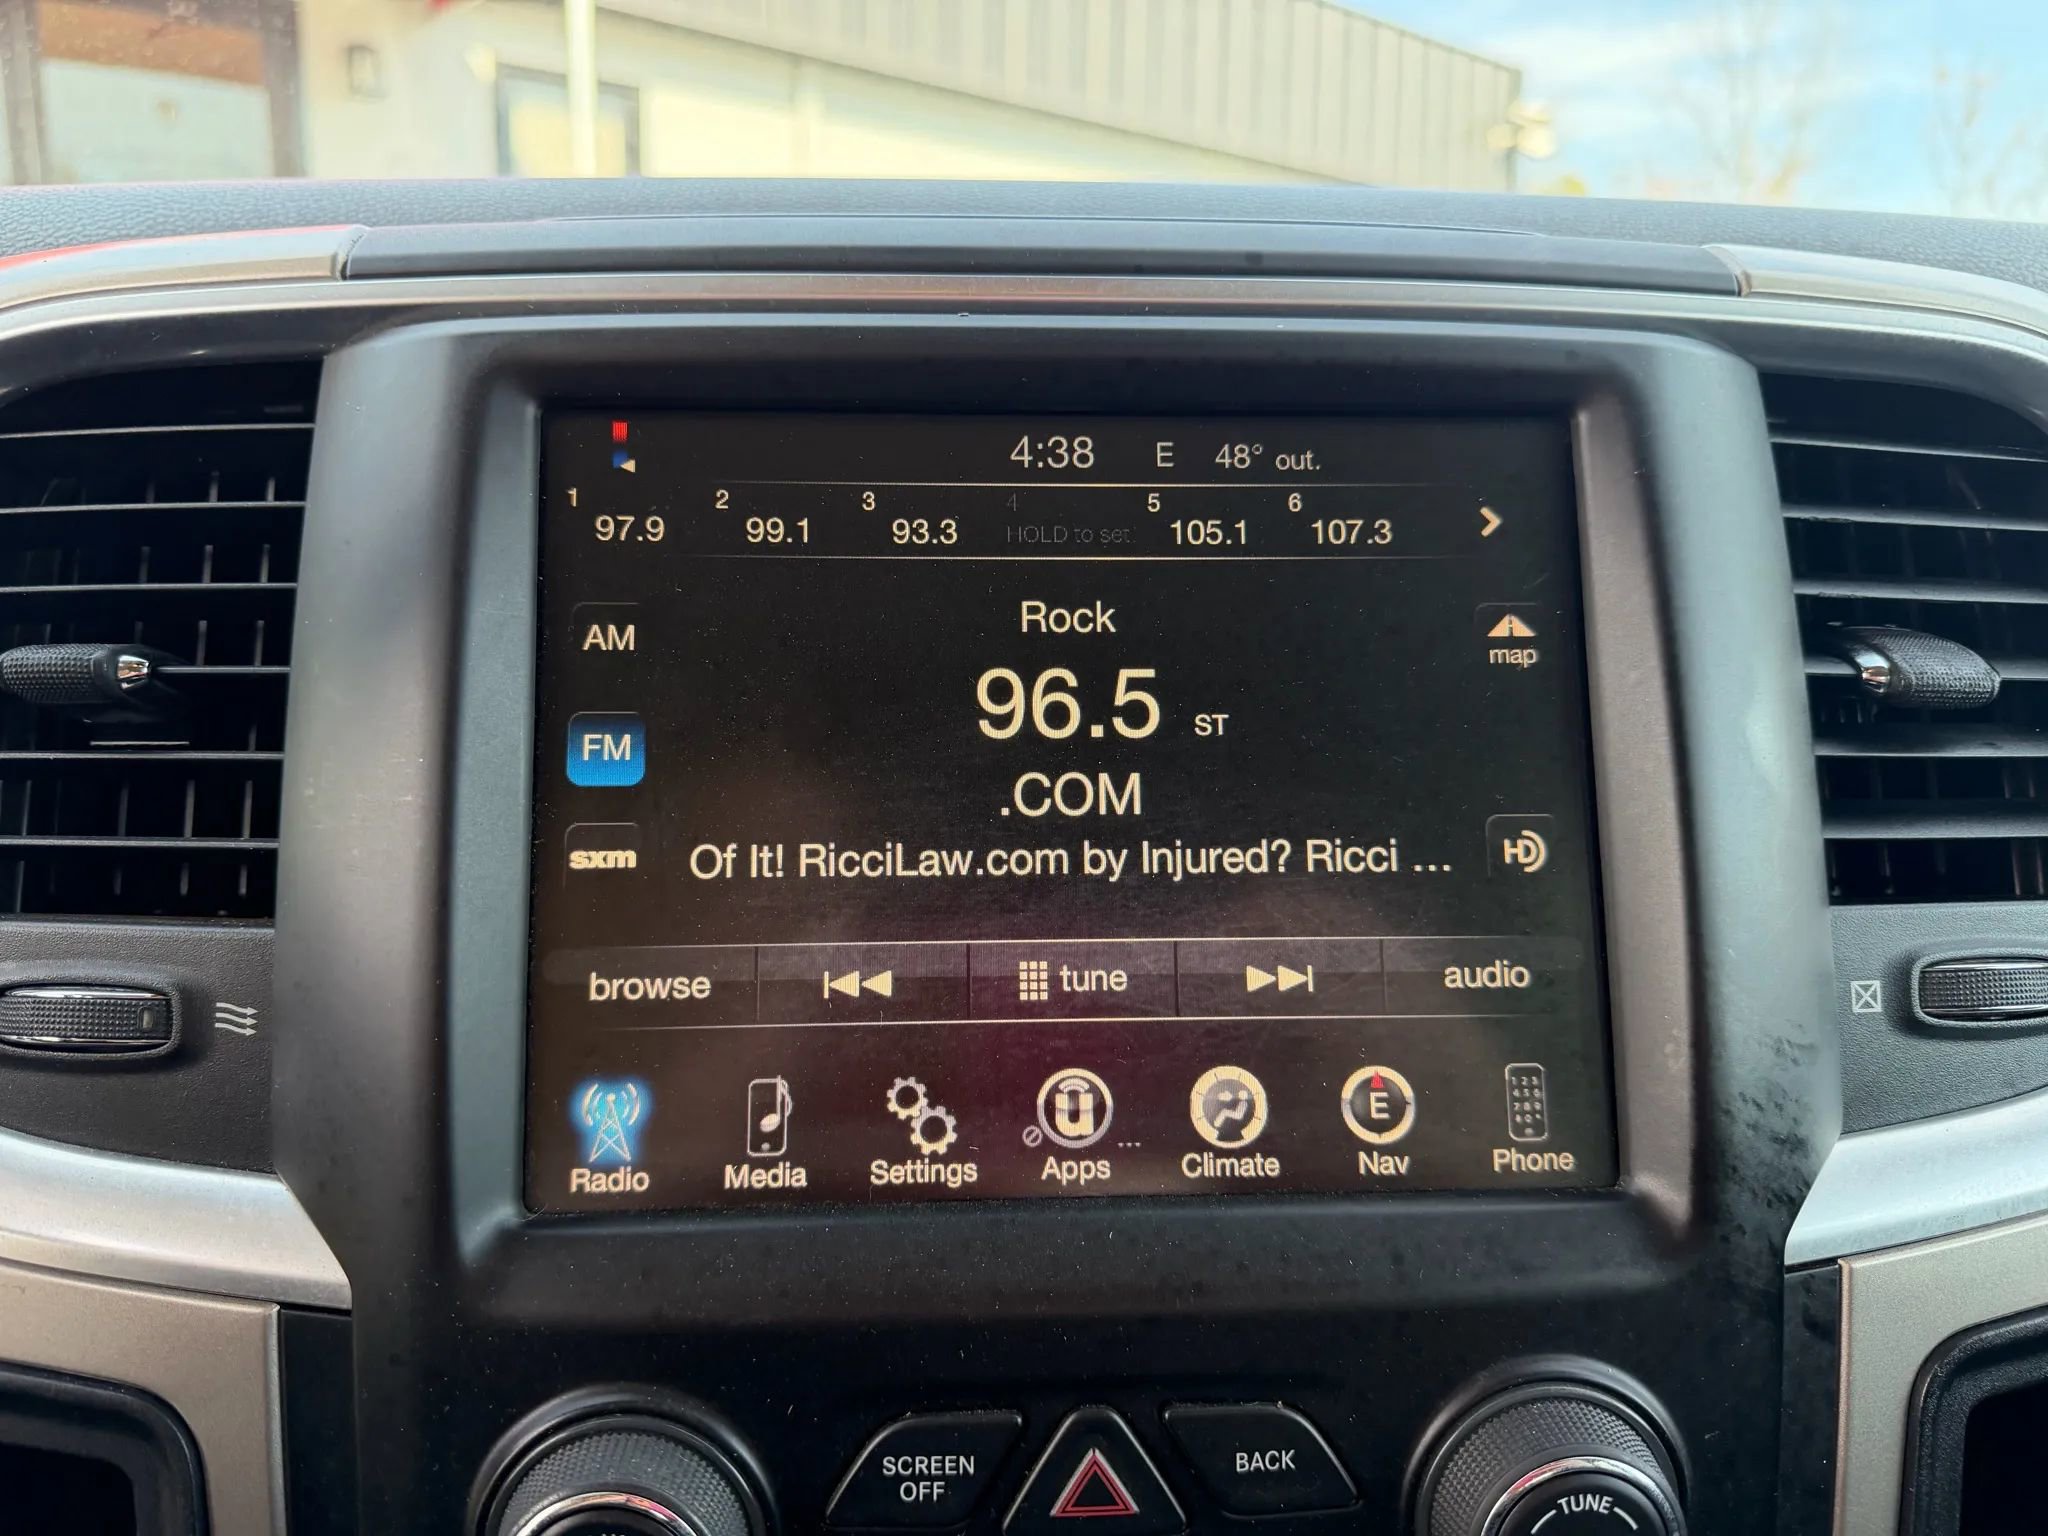 4:38 E 48° out.
1 97.9 2 99.1 3 93.3 4 HOLD to set 5 105.1 6 107.3
Rock
AM
map
96.5 ST
FM
.COM
sxm Of It! RicciLaw.com by Injured? Ricci ... HD
browse tune audio
E
Radio Media Settings Apps ... Climate Nav Phone
SCREEN OFF BACK
TUNE